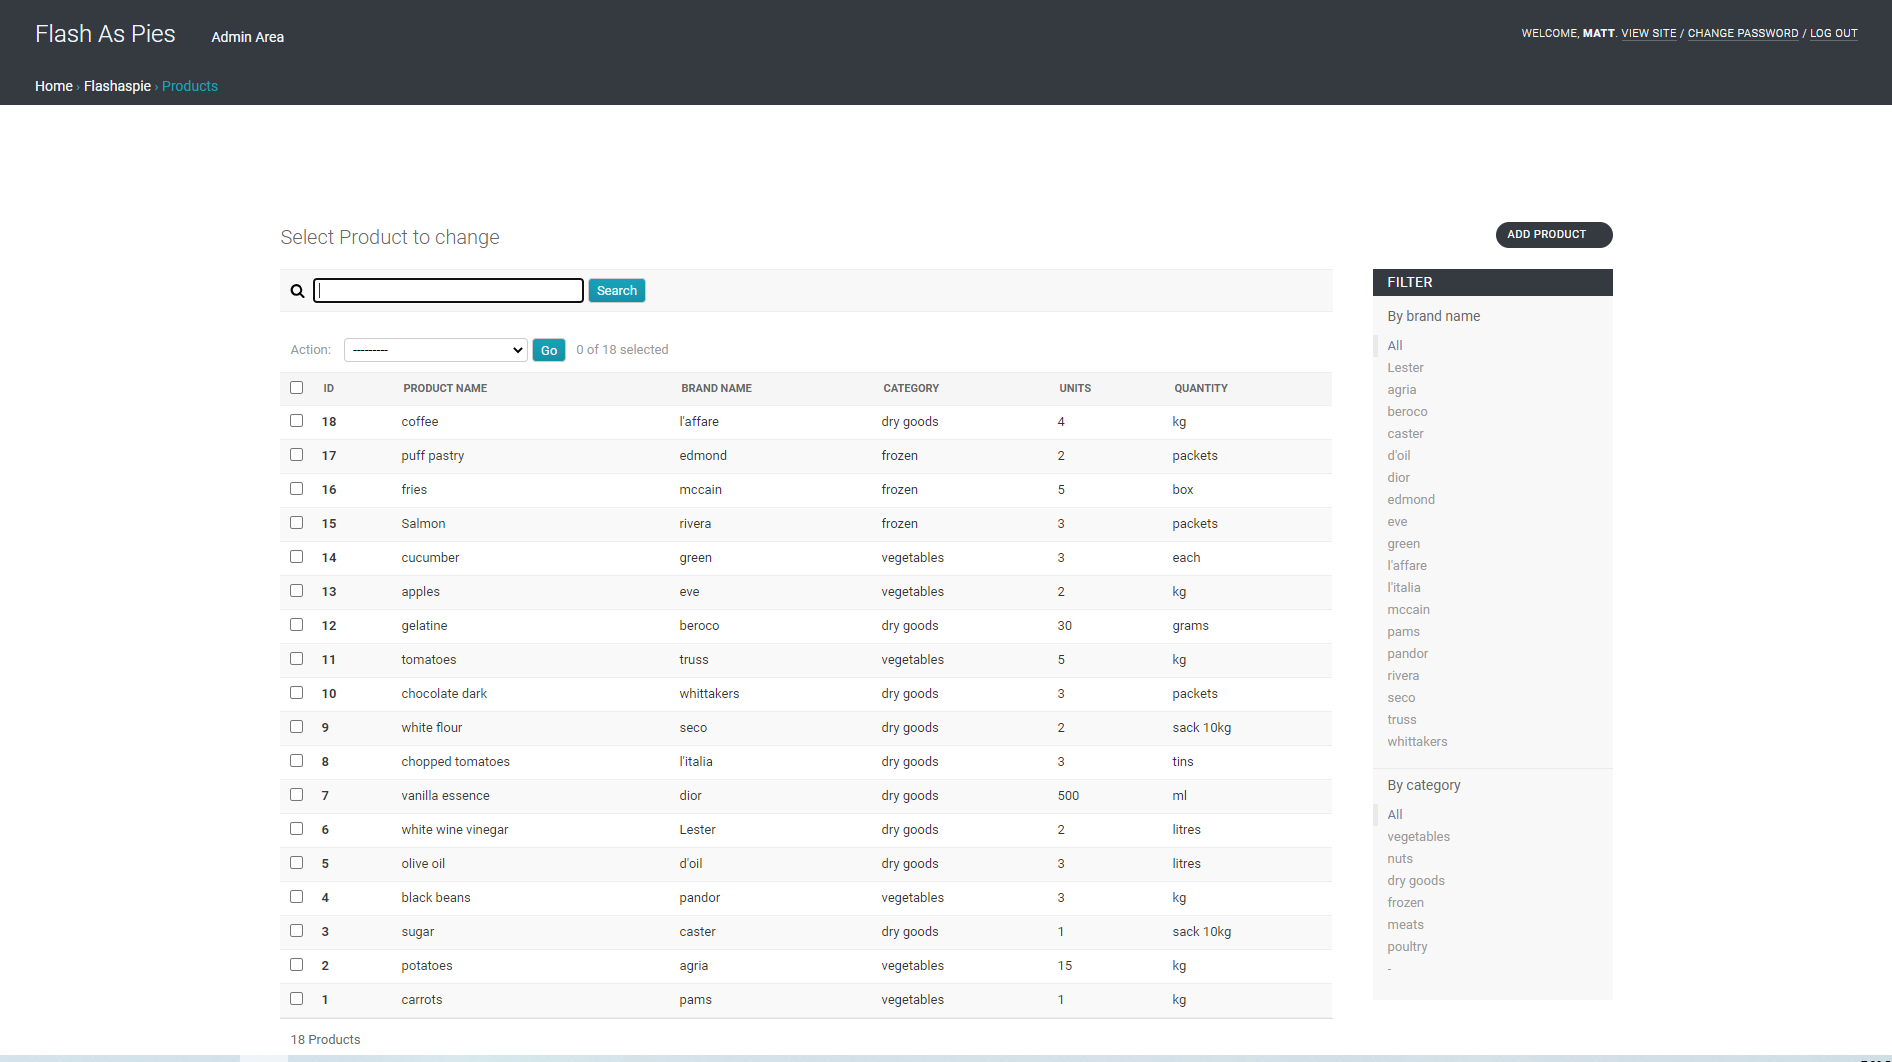 Flash As Pies Admin Area
WELCOME, MATT. VIEW SITE / CHANGE PASSWORD / LOG OUT
Home › Flashaspie › Products
Select Product to change
ADD PRODUCT
Search
Action: --------- Go 0 of 18 selected
ID PRODUCT NAME BRAND NAME CATEGORY UNITS QUANTITY
18 coffee l'affare dry goods 4 kg
17 puff pastry edmond frozen 2 packets
16 fries mccain frozen 5 box
15 Salmon rivera frozen 3 packets
14 cucumber green vegetables 3 each
13 apples eve vegetables 2 kg
12 gelatine beroco dry goods 30 grams
11 tomatoes truss vegetables 5 kg
10 chocolate dark whittakers dry goods 3 packets
9 white flour seco dry goods 2 sack 10kg
8 chopped tomatoes l'italia dry goods 3 tins
7 vanilla essence dior dry goods 500 ml
6 white wine vinegar Lester dry goods 2 litres
5 olive oil d'oil dry goods 3 litres
4 black beans pandor vegetables 3 kg
3 sugar caster dry goods 1 sack 10kg
2 potatoes agria vegetables 15 kg
1 carrots pams vegetables 1 kg
18 Products
FILTER
By brand name
All
Lester
agria
beroco
caster
d'oil
dior
edmond
eve
green
l'affare
l'italia
mccain
pams
pandor
rivera
seco
truss
whittakers
By category
All
vegetables
nuts
dry goods
frozen
meats
poultry
-